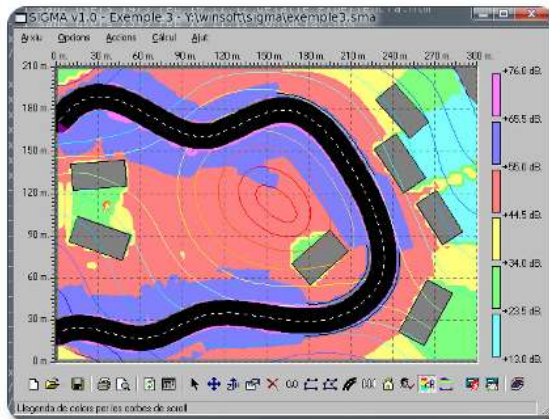 SIGMA v1.0 - Exemple 3 - Y:\winsoft\sigma\exemple3.sma
Arxiu Opcions Accions Càlcul Ajut
0 m. 30 m. 60 m. 90 m. 120 m. 150 m. 180 m. 210 m. 240 m. 270 m. 300 m.
210 m
180 m
150 m
120 m
90 m
60 m
30 m
0 m
+76.0 dB.
+66.5 dB.
+55.0 dB.
+44.5 dB.
+34.0 dB.
+23.5 dB.
+13.0 dB.
Llegenda de colors per les corbes de scroll